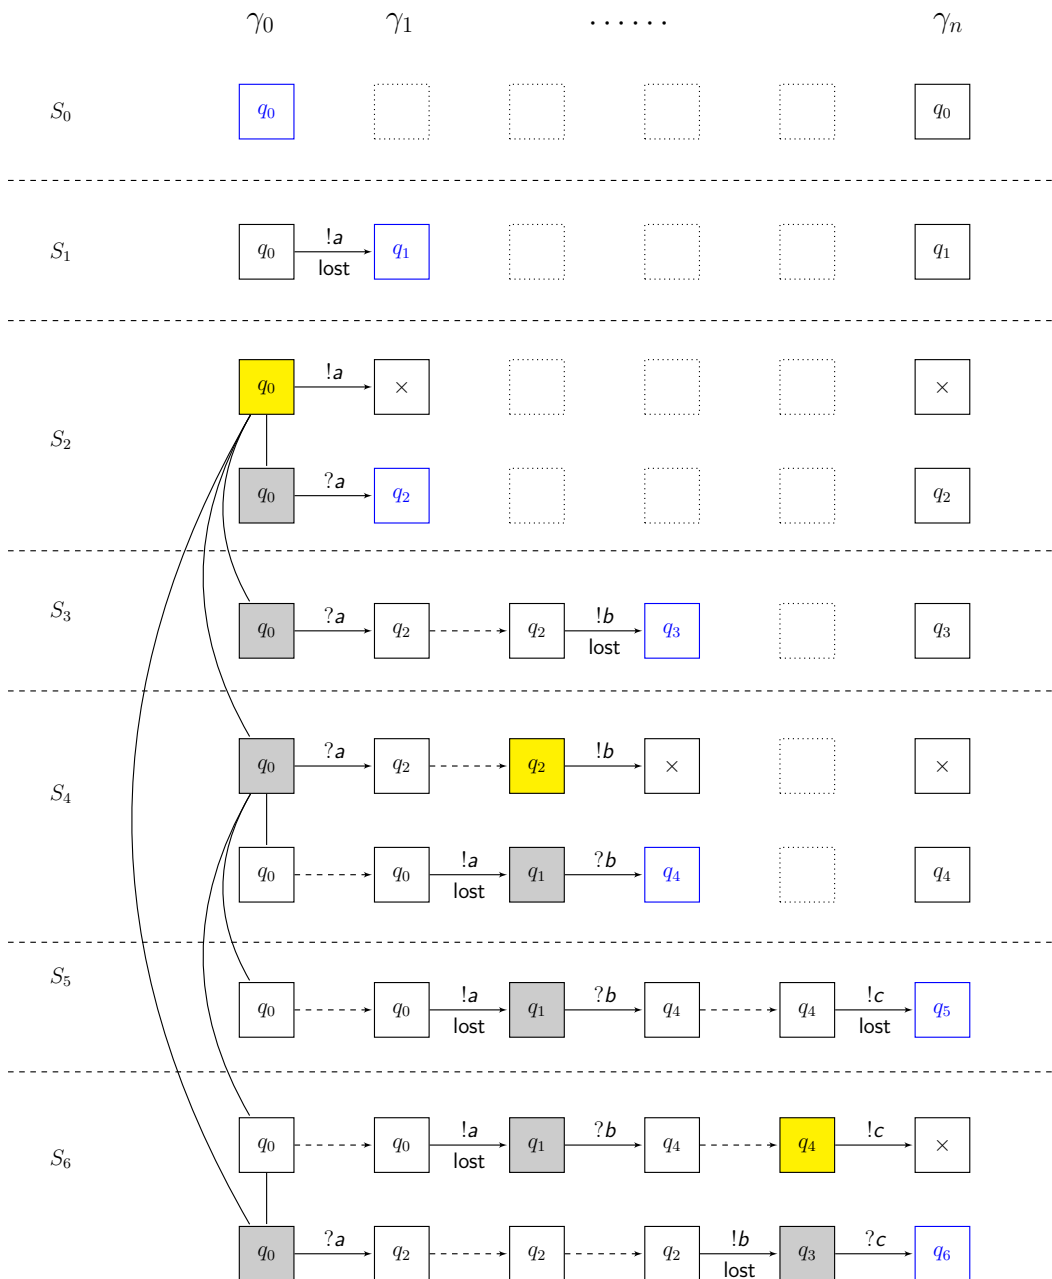 γ₀ γ₁ ······ γₙ
S₀ q₀ q₀
!a
S₁ q₀ q₁ q₁
lost
!a
q₀ × ×
S₂
?a
q₀ q₂ q₂
S₃
?a !b
q₀ q₂ q₂ q₃ q₃
lost
?a !b
q₀ q₂ q₂ × ×
S₄
!a ?b
q₀ q₀ q₁ q₄ q₄
lost
S₅
!a ?b !c
q₀ q₀ q₁ q₄ q₄ q₅
lost lost
!a ?b !c
q₀ q₀ q₁ q₄ q₄ ×
S₆ lost
?a !b ?c
q₀ q₂ q₂ q₂ q₃ q₆
lost